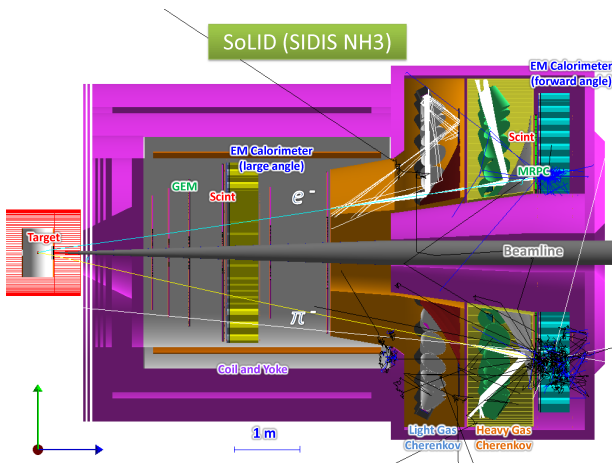 SoLID (SIDIS NH3)
EM Calorimeter
(forward angle)
EM Calorimeter
(large angle)
Scint
GEM
Scint
MRPC
e⁻
Target
Beamline
π⁻
Coil and Yoke
1 m
Light Gas
Cherenkov
Heavy Gas
Cherenkov